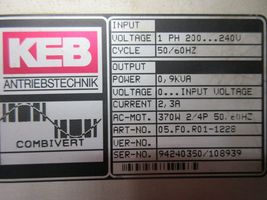 KEB
ANTRIEBSTECHNIK
COMBIVERT
INPUT
VOLTAGE 1 PH 200...240V
CYCLE 50/60HZ
OUTPUT
POWER 0,9KVA
VOLTAGE 0...INPUT VOLTAGE
CURRENT 2,3A
AC-MOT. 370W 2/4P 50/60HZ
ART-NO. 05.F0.R01-1228
VER-NO.
SER-NO. 94240350/108939